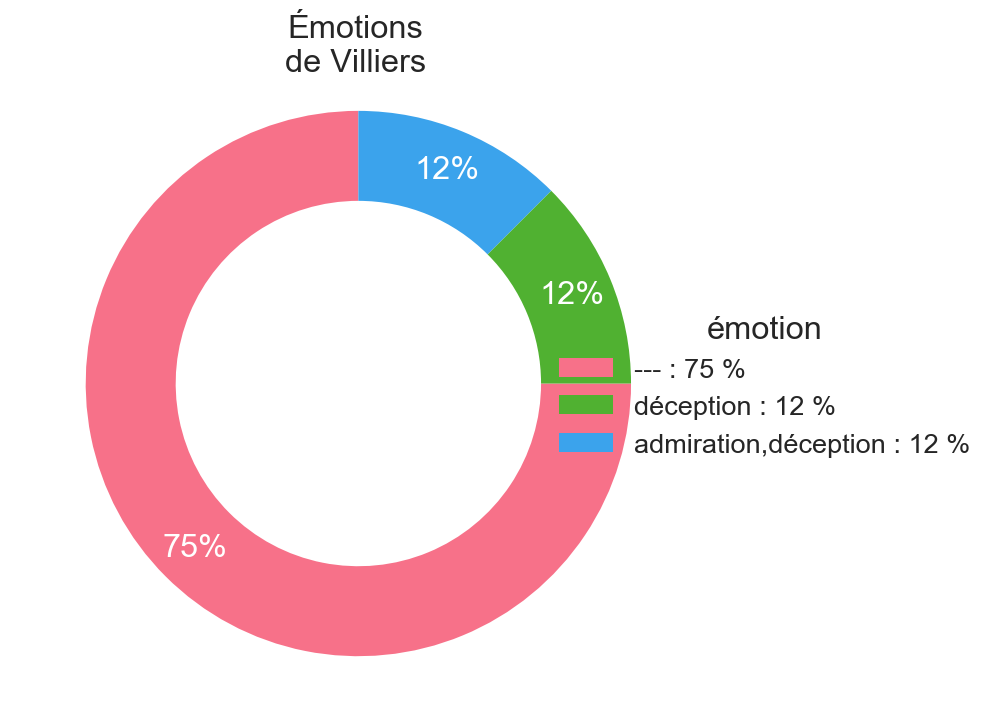 Émotions
de Villiers
12%
12%
émotion
--- : 75 %
déception : 12 %
admiration,déception : 12 %
75%